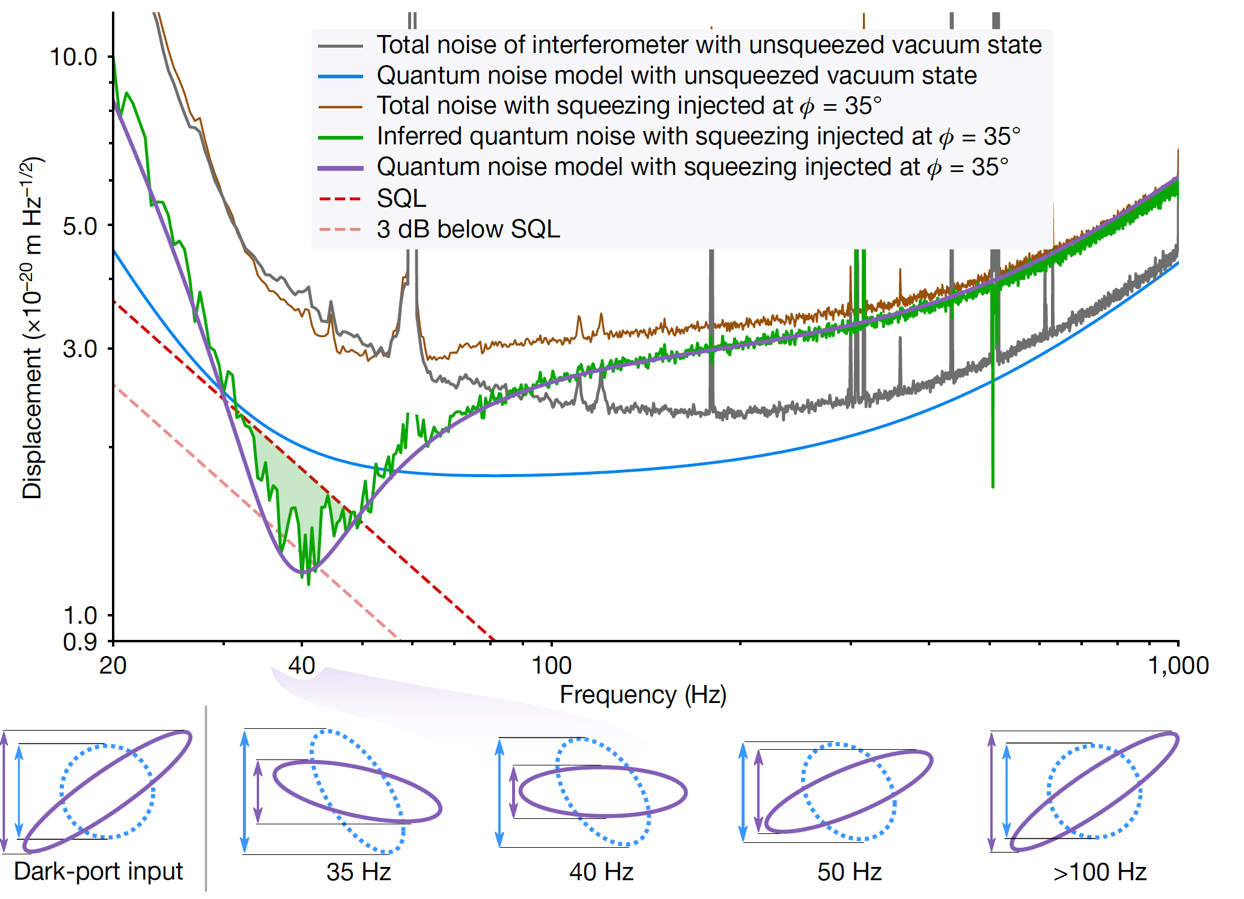 10.0
5.0
3.0
1.0
0.9
Displacement (×10⁻²⁰ m Hz⁻¹ᐟ²)
Total noise of interferometer with unsqueezed vacuum state
Quantum noise model with unsqueezed vacuum state
Total noise with squeezing injected at ϕ = 35°
Inferred quantum noise with squeezing injected at ϕ = 35°
Quantum noise model with squeezing injected at ϕ = 35°
SQL
3 dB below SQL
20 40 100 1,000
Frequency (Hz)
Dark-port input 35 Hz 40 Hz 50 Hz >100 Hz